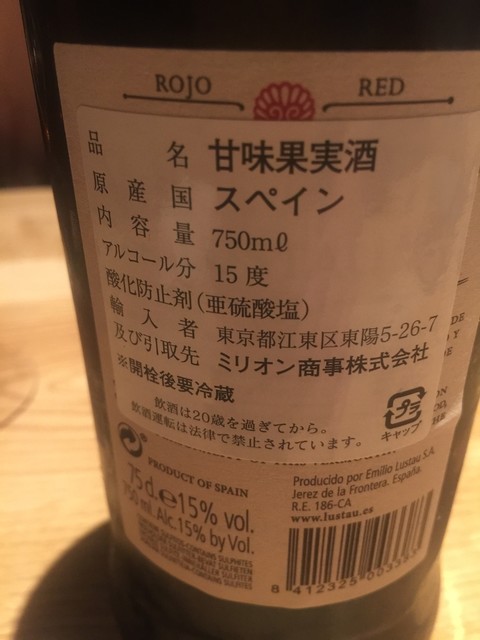 ROJO RED
品名 甘味果実酒
原産国 スペイン
内容量 750mℓ
アルコール分 15度
酸化防止剤(亜硫酸塩)
輸入者 東京都江東区東陽5-26-7
及び引取先 ミリオン商事株式会社
※開栓後要冷蔵
飲酒は20歳を過ぎてから。
飲酒運転は法律で禁止されています。
プラ
キャップ
PRODUCT OF SPAIN
75cl. e 15% vol.
750 ml. Alc.15% by Vol.
Producido por Emilio Lustau S.A.
Jerez de la Frontera. España.
R.E. 186-CA
www.lustau.es